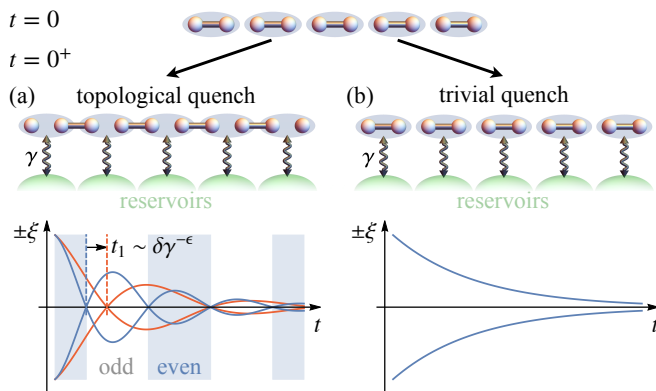 t = 0
t = 0⁺
(a) topological quench
(b) trivial quench
γ
γ
reservoirs
reservoirs
±ξ
t₁ ∼ δγ^{-ϵ}
t
odd even
±ξ
t